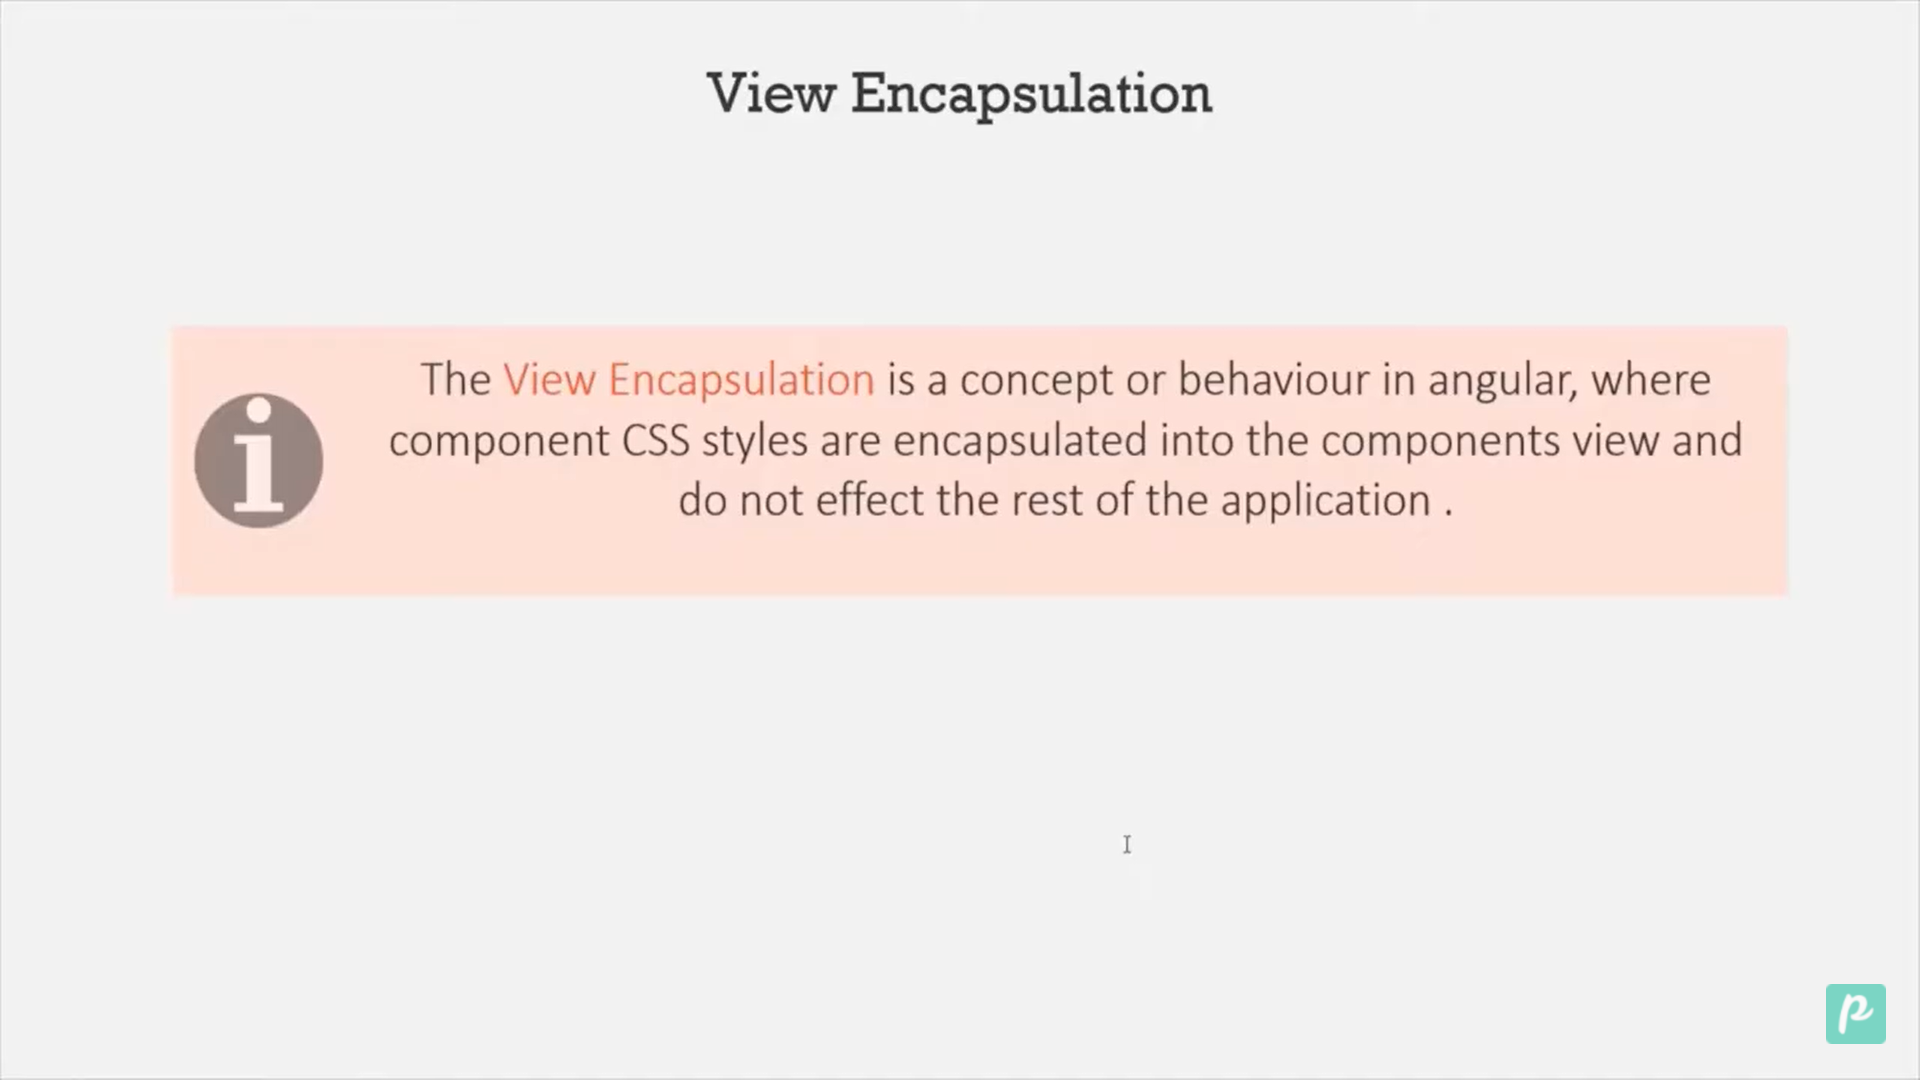 View Encapsulation
The View Encapsulation is a concept or behaviour in angular, where
component CSS styles are encapsulated into the components view and
do not effect the rest of the application .
p